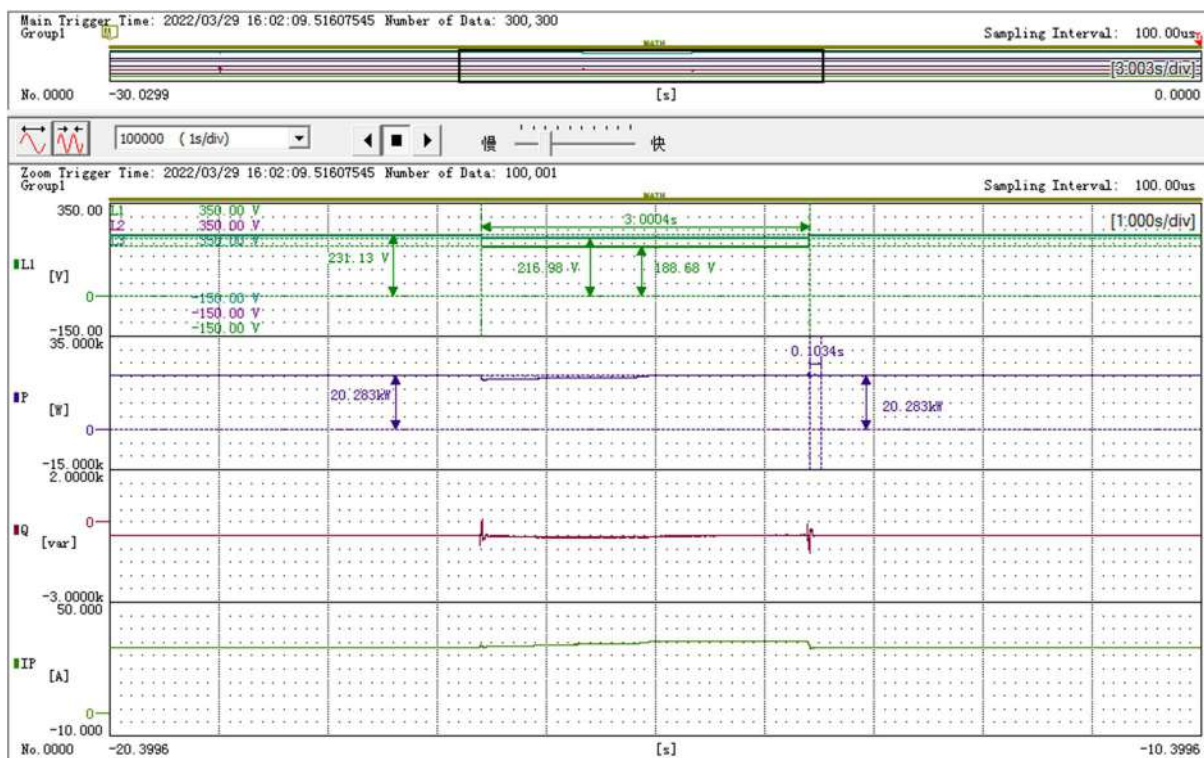 Main Trigger Time: 2022/03/29 16:02:09.51607545 Number of Data: 300,300
Group1 Sampling Interval: 100.00us
MATH
[3.003s/div]
No.0000 -30.0299 [s] 0.0000
100000 ( 1s/div) 慢 快
Zoom Trigger Time: 2022/03/29 16:02:09.51607545 Number of Data: 100,001
Group1 Sampling Interval: 100.00us
MATH
350.00 L1 350.00 V
L2 350.00 V
L3 350.00 V
3.0004s [1.000s/div]
231.13 V 216.98 V 188.68 V
L1
[V]
0
-150.00 V
-150.00 V
-150.00 V
-150.00
35.000k
0.1034s
P 20.283kW 20.283kW
[W]
0
-15.000k
2.0000k
0
Q
[var]
-3.0000k
50.000
IP
[A]
0
-10.000
No.0000 -20.3996 [s] -10.3996